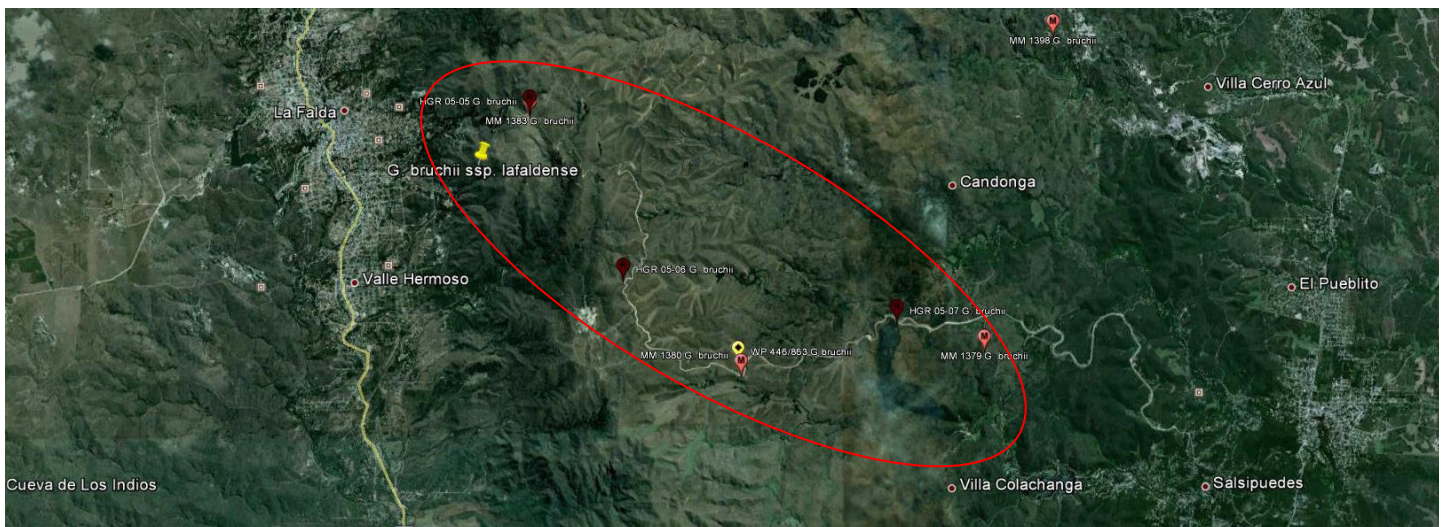 MM 1398 G. bruchii
Villa Cerro Azul
La Falda
HGR 05-05 G. bruchii
MM 1383 G. bruchii
G. bruchii ssp. lafaldense
Candonga
Valle Hermoso
HGR 05-06 G. bruchii
El Pueblito
HGR 05-07 G. bruchii
MM 1380 G. bruchii
WP 446/863 G bruchii
MM 1379 G. bruchii
Cueva de Los Indios
Villa Colachanga
Salsipuedes